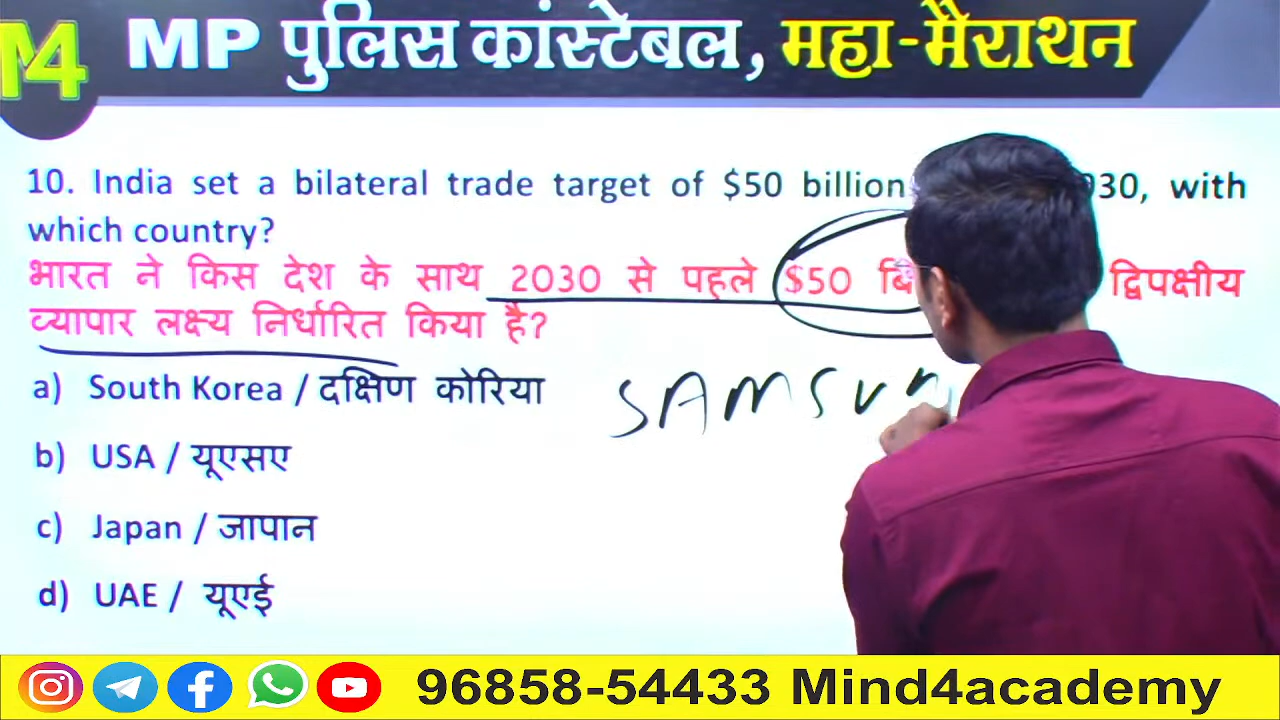 M4
MP पुलिस कांस्टेबल, महा-मैराथन
10. India set a bilateral trade target of $50 billion 030, with
which country?
भारत ने किस देश के साथ 2030 से पहले $50 द्विपक्षीय
व्यापार लक्ष्य निर्धारित किया है?
a) South Korea / दक्षिण कोरिया
SAMSUn
b) USA / यूएसए
c) Japan / जापान
d) UAE / यूएई
96858-54433 Mind4academy